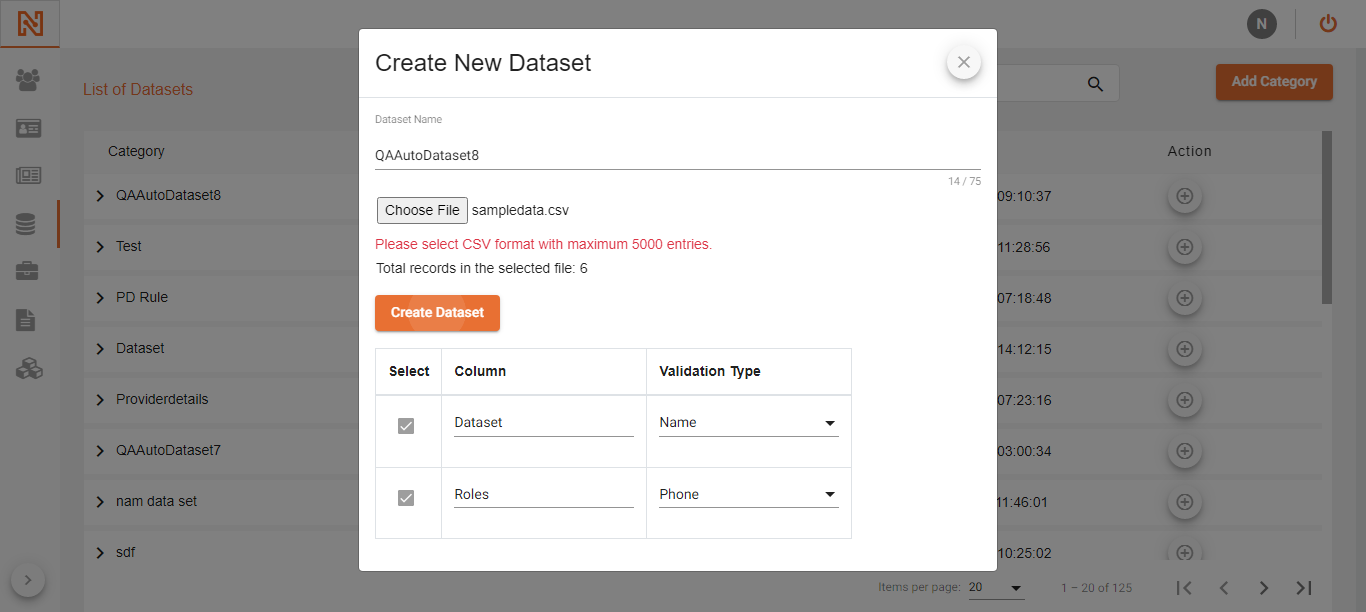 N
Create New Dataset
List of Datasets
Add Category
Dataset Name
Category
Action
QAAutoDataset8
14 / 75
QAAutoDataset8
09:10:37
Choose File sampledata.csv
Please select CSV format with maximum 5000 entries.
Test
11:28:56
Total records in the selected file: 6
PD Rule
07:18:48
Create Dataset
Dataset
14:12:15
Select Column Validation Type
Providerdetails
07:23:16
Dataset Name
QAAutoDataset7
03:00:34
Roles Phone
nam data set
11:46:01
sdf
10:25:02
Items per page: 20 1 – 20 of 125